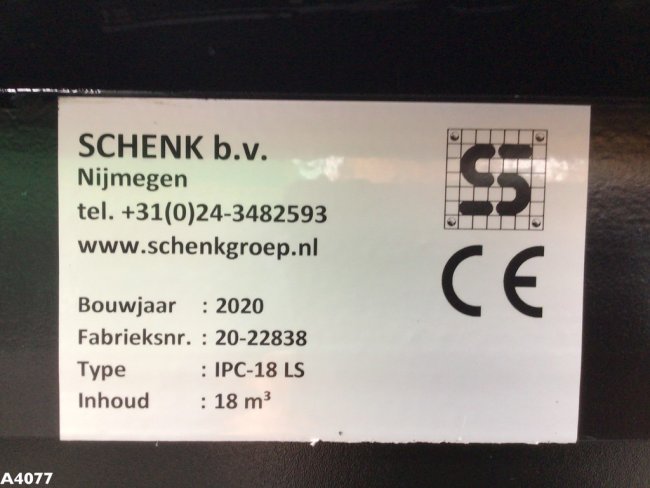 SCHENK b.v.
Nijmegen
tel. +31(0)24-3482593
www.schenkgroep.nl
CE
Bouwjaar : 2020
Fabrieksnr. : 20-22838
Type : IPC-18 LS
Inhoud : 18 m³
A4077